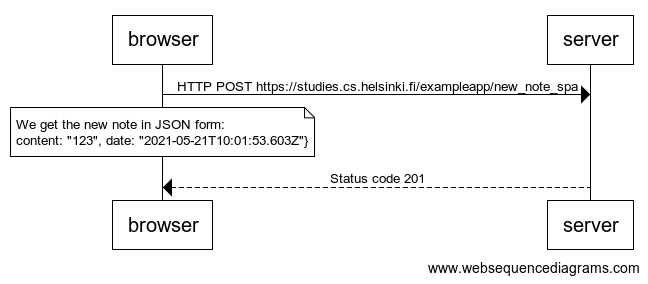 browser
server
HTTP POST https://studies.cs.helsinki.fi/exampleapp/new_note_spa
We get the new note in JSON form:
content: "123", date: "2021-05-21T10:01:53.603Z"}
Status code 201
browser
server
www.websequencediagrams.com